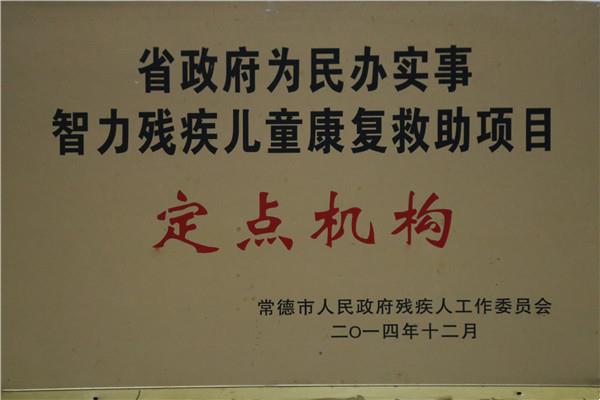 省政府为民办实事
智力残疾儿童康复救助项目
定点机构
常德市人民政府残疾人工作委员会
二〇一四年十二月